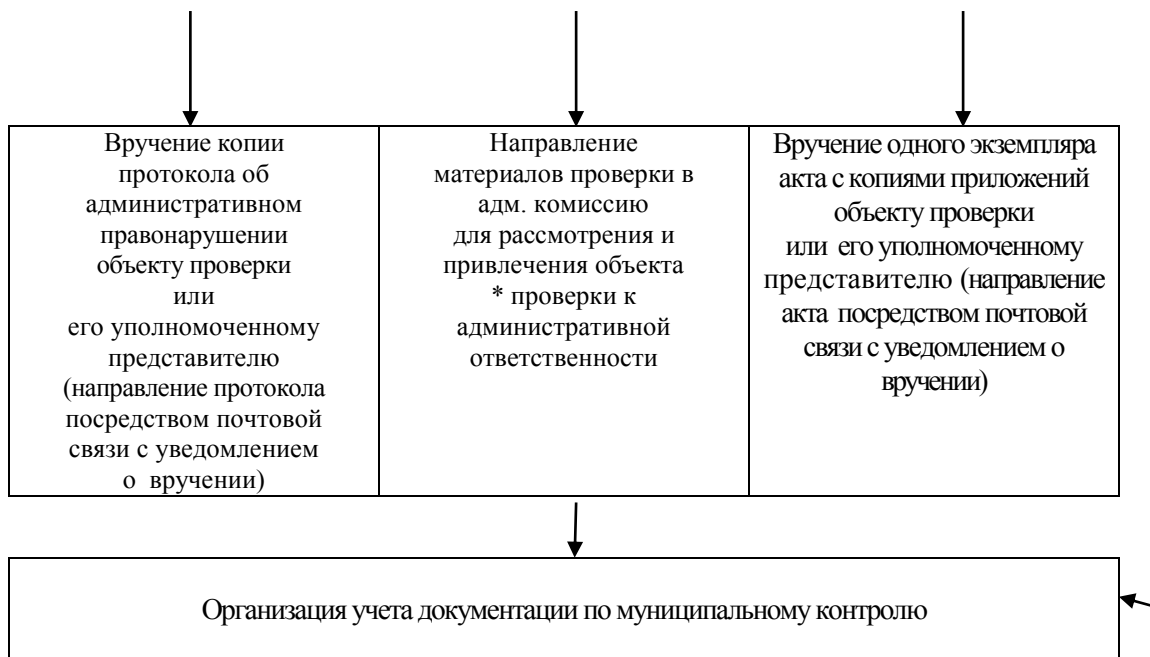 Вручение копии
протокола об
административном
правонарушении
объекту проверки
или
его уполномоченному
представителю
(направление протокола
посредством почтовой
связи с уведомлением
о вручении)
Направление
материалов проверки в
адм. комиссию
для рассмотрения и
привлечения объекта
* проверки к
административной
ответственности
Вручение одного экземпляра
акта с копиями приложений
объекту проверки
или его уполномоченному
представителю (направление
акта посредством почтовой
связи с уведомлением о
вручении)
Организация учета документации по муниципальному контролю